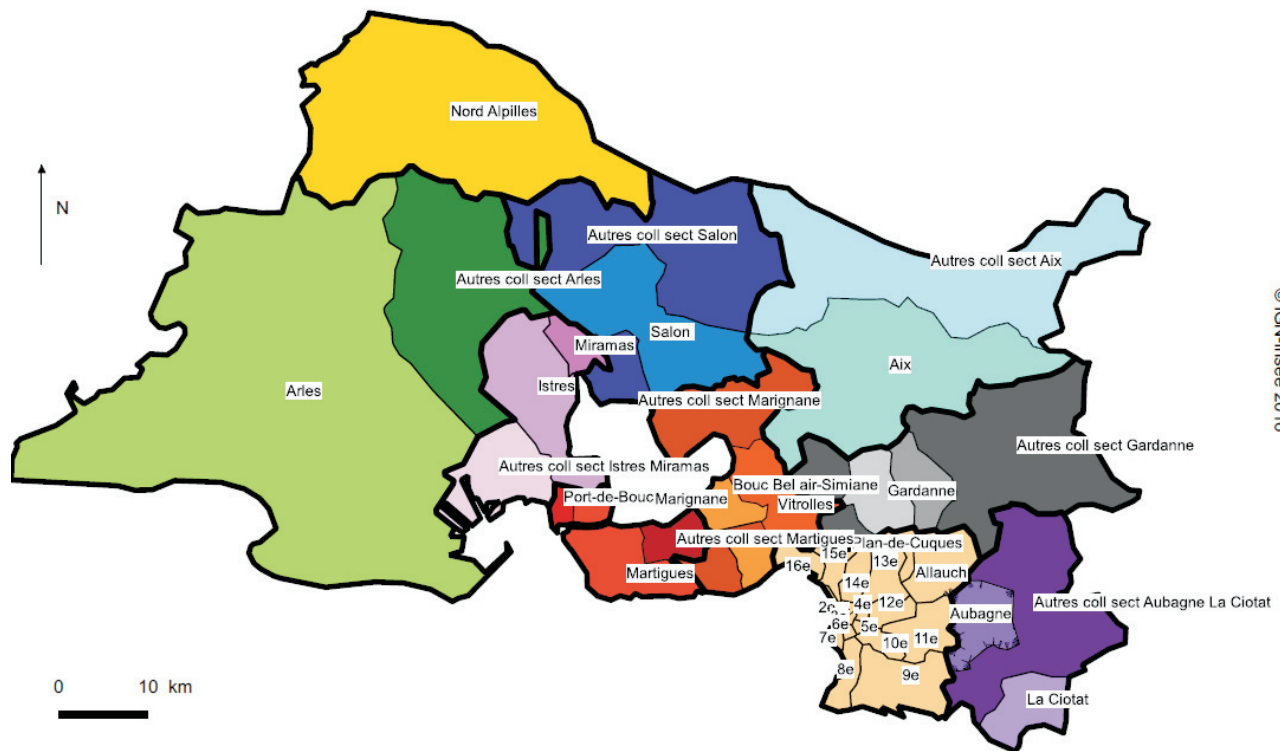 Nord Alpilles
N
Autres coll sect Salon
Autres coll sect Aix
Autres coll sect Arles
Salon
Miramas
Aix
Istres
Arles
Autres coll sect Marignane
Autres coll sect Gardanne
Autres coll sect Istres Miramas
Bouc Bel air-Simiane
Gardanne
Port-de-Bouc
Marignane
Vitrolles
Autres coll sect Martigues
Plan-de-Cuques
15e
13e
16e
Martigues
Allauch
14e
2e
4e
12e
Autres coll sect Aubagne La Ciotat
Aubagne
6e
5e
7e
10e
11e
8e
9e
0 10 km
La Ciotat